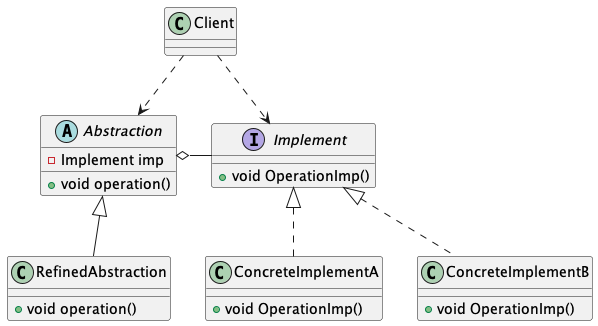 C Client
A Abstraction
Implement imp
void operation()
I Implement
void OperationImp()
C RefinedAbstraction
void operation()
C ConcreteImplementA
void OperationImp()
C ConcreteImplementB
void OperationImp()